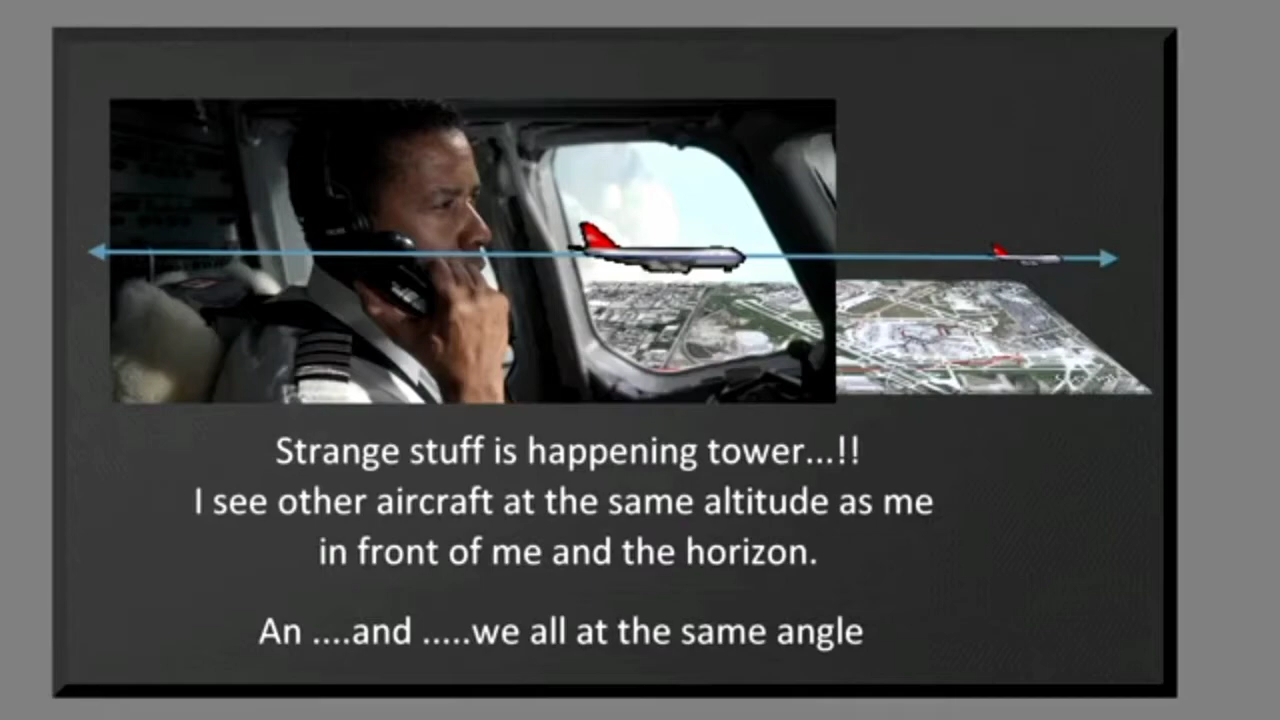 Strange stuff is happening tower...!!
I see other aircraft at the same altitude as me
in front of me and the horizon.
An ....and .....we all at the same angle